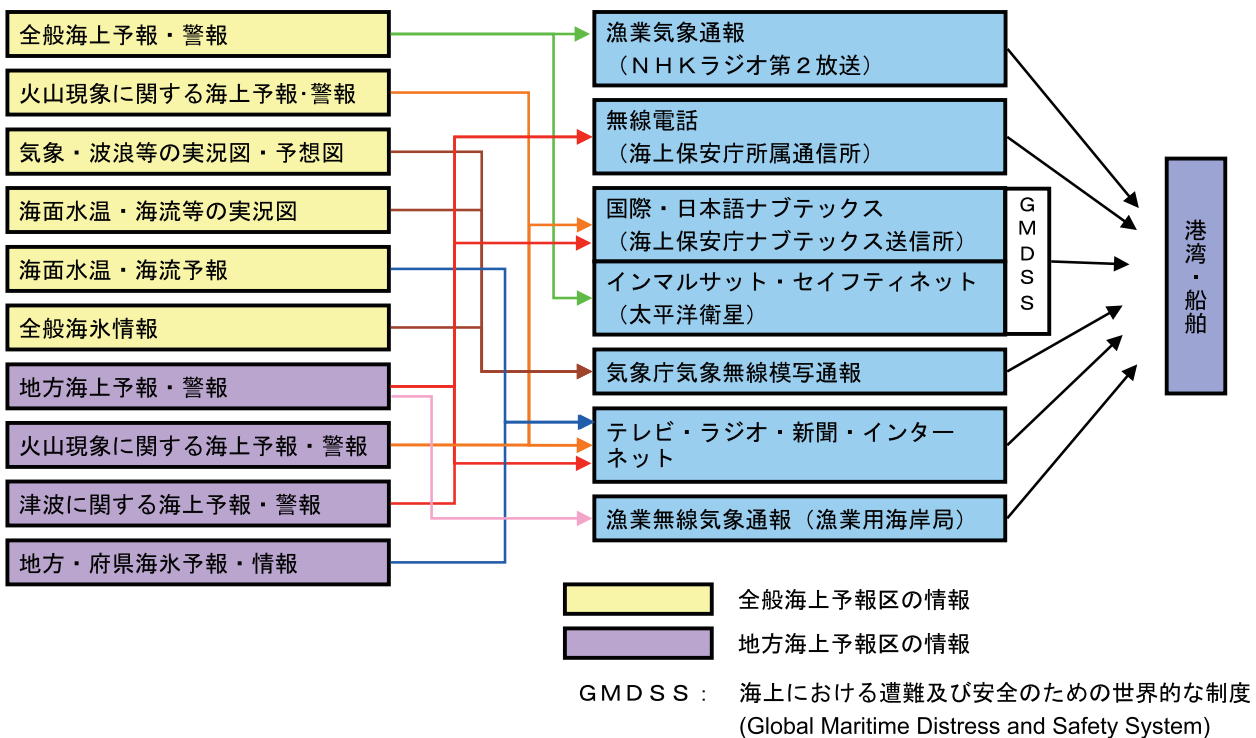 全般海上予報・警報
火山現象に関する海上予報・警報
気象・波浪等の実況図・予想図
海面水温・海流等の実況図
海面水温・海流予報
全般海氷情報
地方海上予報・警報
火山現象に関する海上予報・警報
津波に関する海上予報・警報
地方・府県海氷予報・情報
漁業気象通報
（ＮＨＫラジオ第２放送）
無線電話
（海上保安庁所属通信所）
国際・日本語ナブテックス
（海上保安庁ナブテックス送信所）
インマルサット・セイフティネット
（太平洋衛星）
ＧＭＤＳＳ
気象庁気象無線模写通報
テレビ・ラジオ・新聞・インター
ネット
漁業無線気象通報（漁業用海岸局）
港湾・船舶
全般海上予報区の情報
地方海上予報区の情報
ＧＭＤＳＳ： 海上における遭難及び安全のための世界的な制度
(Global Maritime Distress and Safety System)